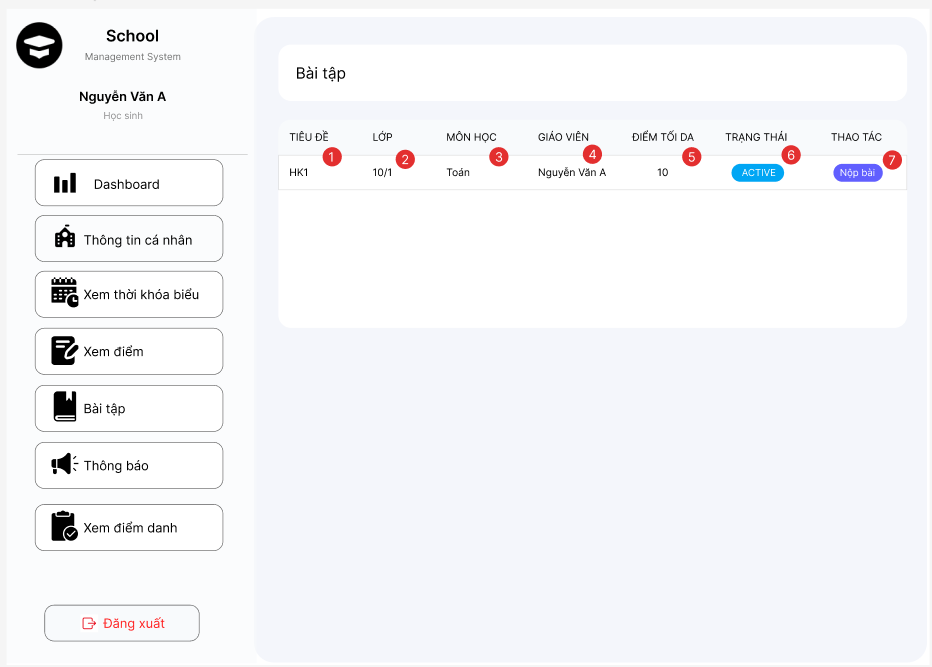 School
Management System
Nguyễn Văn A
Học sinh
Dashboard
Thông tin cá nhân
Xem thời khóa biểu
Xem điểm
Bài tập
Thông báo
Xem điểm danh
Đăng xuất
Bài tập
TIÊU ĐỀ LỚP MÔN HỌC GIÁO VIÊN ĐIỂM TỐI DA TRẠNG THÁI THAO TÁC
1 2 3 4 5 6 7
HK1 10/1 Toán Nguyễn Văn A 10 ACTIVE Nộp bài